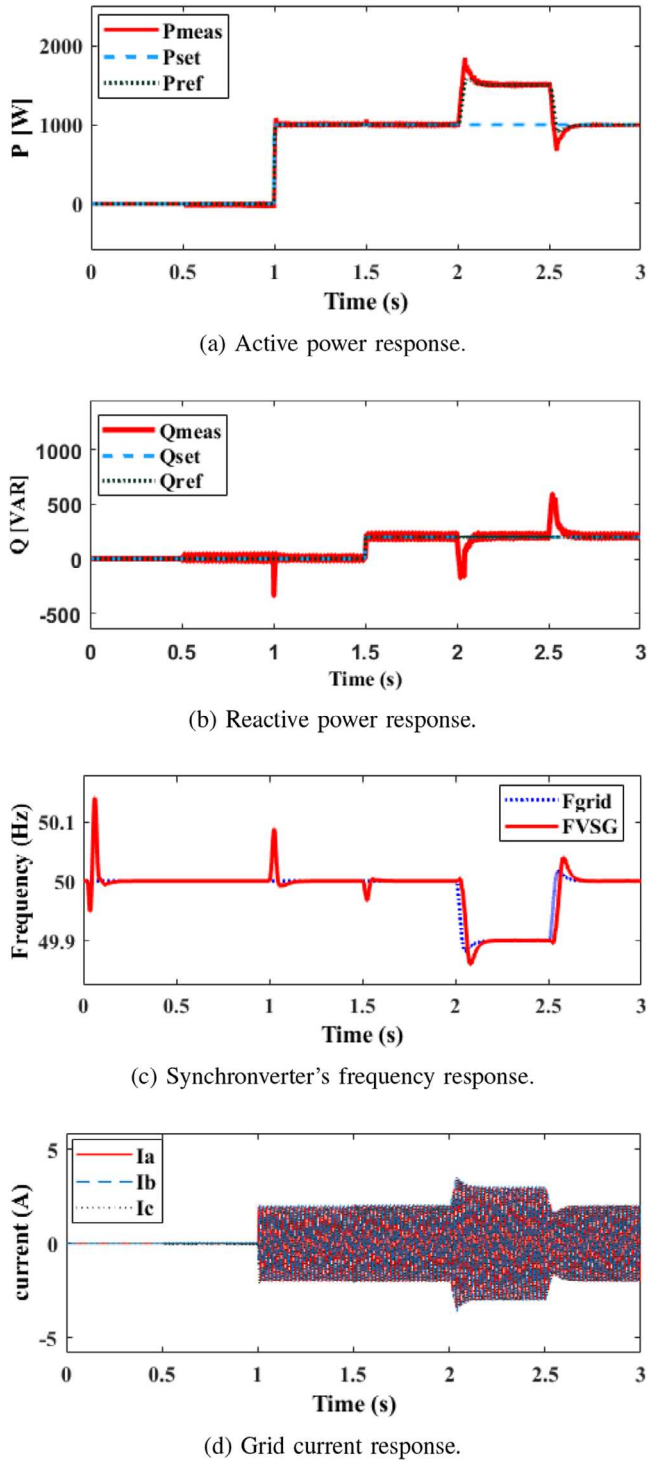 Pmeas
Pset
Pref
P [W]
2000
1000
0
0 0.5 1 1.5 2 2.5 3
Time (s)
(a) Active power response.
Qmeas
Qset
Qref
Q [VAR]
1000
500
0
-500
0 0.5 1 1.5 2 2.5 3
Time (s)
(b) Reactive power response.
Fgrid
FVSG
Frequency (Hz)
50.1
50
49.9
0 0.5 1 1.5 2 2.5 3
Time (s)
(c) Synchronverter's frequency response.
Ia
Ib
Ic
current (A)
5
0
-5
0 0.5 1 1.5 2 2.5 3
Time (s)
(d) Grid current response.